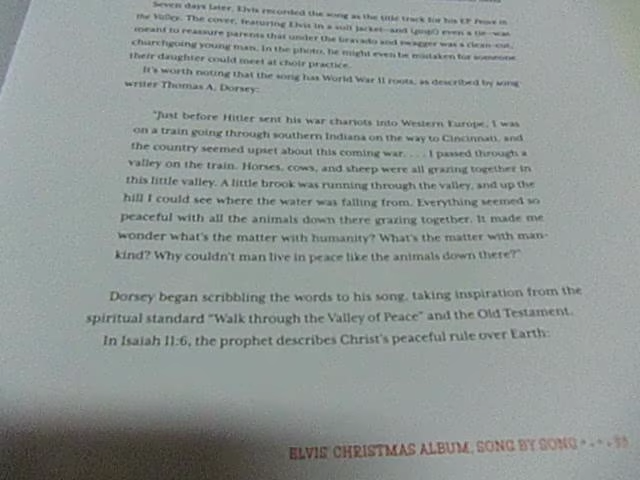 Seven days later, Elvis recorded the song as the title track for his EP Peace in
the Valley. The cover, featuring Elvis in a suit jacket—and (gasp!) even a tie—was
meant to reassure parents that under the bravado and swagger was a clean-cut,
churchgoing young man. In the photo, he might even be mistaken for someone
their daughter could meet at choir practice.
It's worth noting that the song has World War II roots, as described by song-
writer Thomas A. Dorsey:
"Just before Hitler sent his war chariots into Western Europe, I was
on a train going through southern Indiana on the way to Cincinnati, and
the country seemed upset about this coming war. . . . I passed through a
valley on the train. Horses, cows, and sheep were all grazing together in
this little valley. A little brook was running through the valley, and up the
hill I could see where the water was falling from. Everything seemed so
peaceful with all the animals down there grazing together. It made me
wonder what's the matter with humanity? What's the matter with man-
kind? Why couldn't man live in peace like the animals down there?"
Dorsey began scribbling the words to his song, taking inspiration from the
spiritual standard "Walk through the Valley of Peace" and the Old Testament.
In Isaiah 11:6, the prophet describes Christ's peaceful rule over Earth:
ELVIS' CHRISTMAS ALBUM, SONG BY SONG